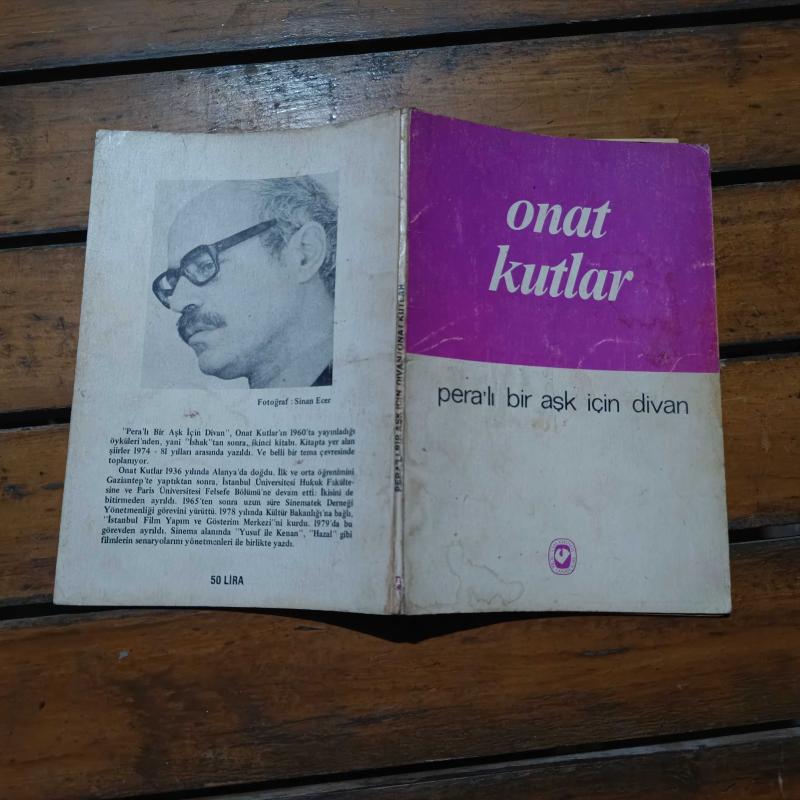 Fotoğraf : Sinan Ecer
"Pera'lı Bir Aşk İçin Divan", Onat Kutlar'ın 1960'ta yayınladığı
öyküleri'nden, yani "İshak"tan sonra, ikinci kitabı. Kitapta yer alan
şiirler 1974 - 81 yılları arasında yazıldı. Ve belli bir tema çevresinde
toplanıyor.
Onat Kutlar 1936 yılında Alanya'da doğdu. İlk ve orta öğrenimini
Gaziantep'te yaptıktan sonra, İstanbul Üniversitesi Hukuk Fakülte-
sine ve Paris Üniversitesi Felsefe Bölümü'ne devam etti. İkisini de
bitirmeden ayrıldı. 1965'ten sonra uzun süre Sinematek Derneği
Yönetmenliği görevini yürüttü. 1978 yılında Kültür Bakanlığı'na bağlı,
"İstanbul Film Yapım ve Gösterim Merkezi"ni kurdu. 1979'da bu
görevden ayrıldı. Sinema alanında "Yusuf ile Kenan", "Hazal" gibi
filmlerin senaryolarını yönetmenleri ile birlikte yazdı.
50 LİRA
PERA'LI BİR AŞK İÇİN DİVAN/ONAT KUTLAR
onat
kutlar
pera'lı bir aşk için divan